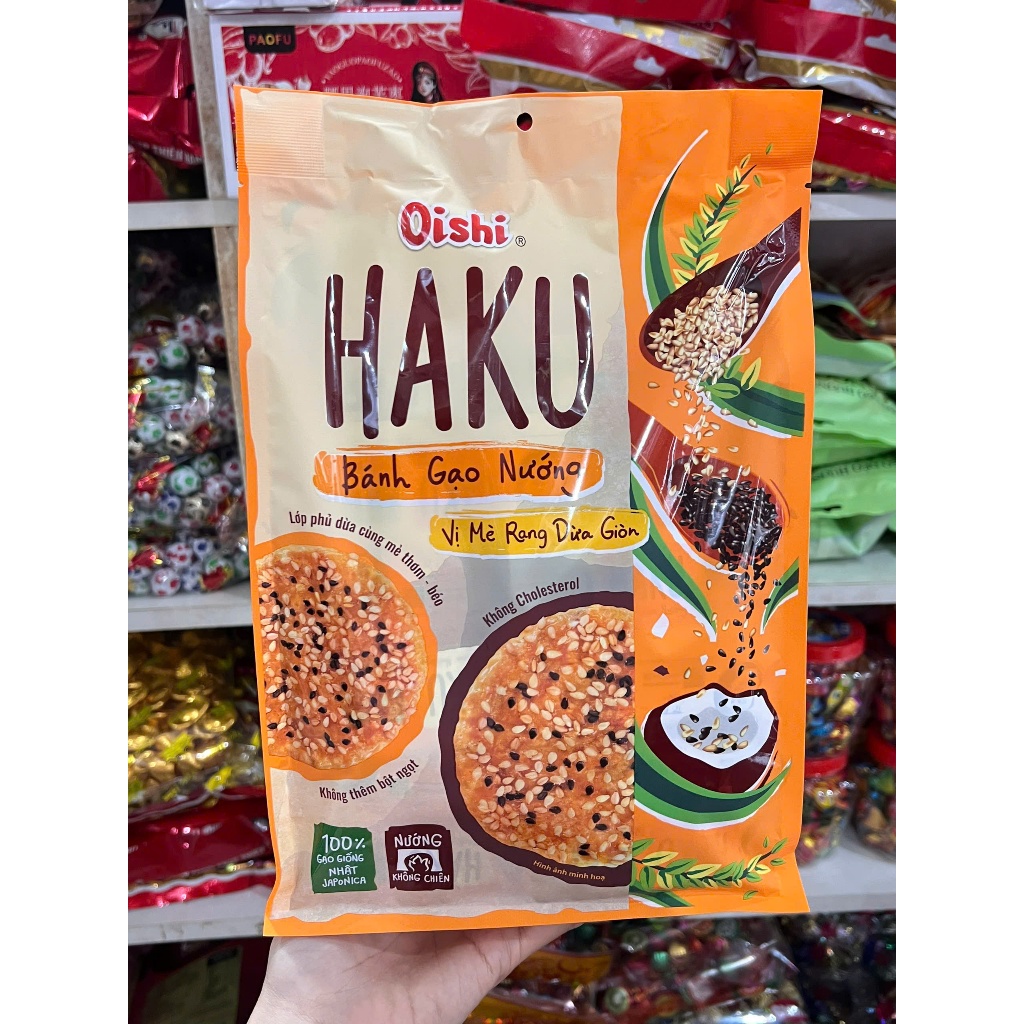 PAOFU
Oishi®
HAKU
Bánh Gạo Nướng
Vị Mè Rang Dừa Giòn
Lớp phủ dừa cùng mè thơm - béo
Không Cholesterol
Không thêm bột ngọt
100%
GẠO GIỐNG
NHẬT
JAPONICA
NƯỚNG
KHÔNG CHIÊN
Hình ảnh minh hoạ